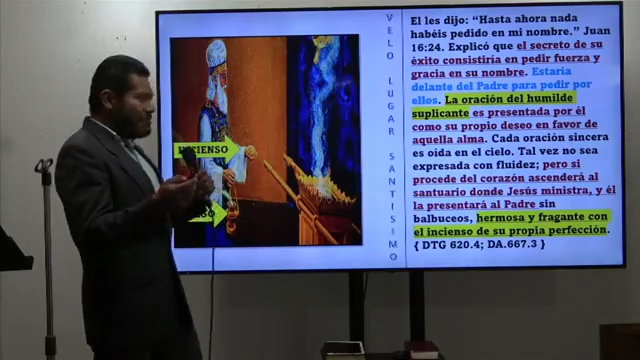 El les dijo: “Hasta ahora nada
habéis pedido en mi nombre.” Juan
16:24. Explicó que el secreto de su
éxito consistiría en pedir fuerza y
gracia en su nombre. Estaría
delante del Padre para pedir por
ellos. La oración del humilde
suplicante es presentada por él
como su propio deseo en favor de
aquella alma. Cada oración sincera
es oída en el cielo. Tal vez no sea
expresada con fluidez; pero si
procede del corazón ascenderá al
santuario donde Jesús ministra, y él
la presentará al Padre sin
balbuceos, hermosa y fragante con
el incienso de su propia perfección.
{ DTG 620.4; DA.667.3 }
VELO LUGAR SANTISIMO
INCIENSO